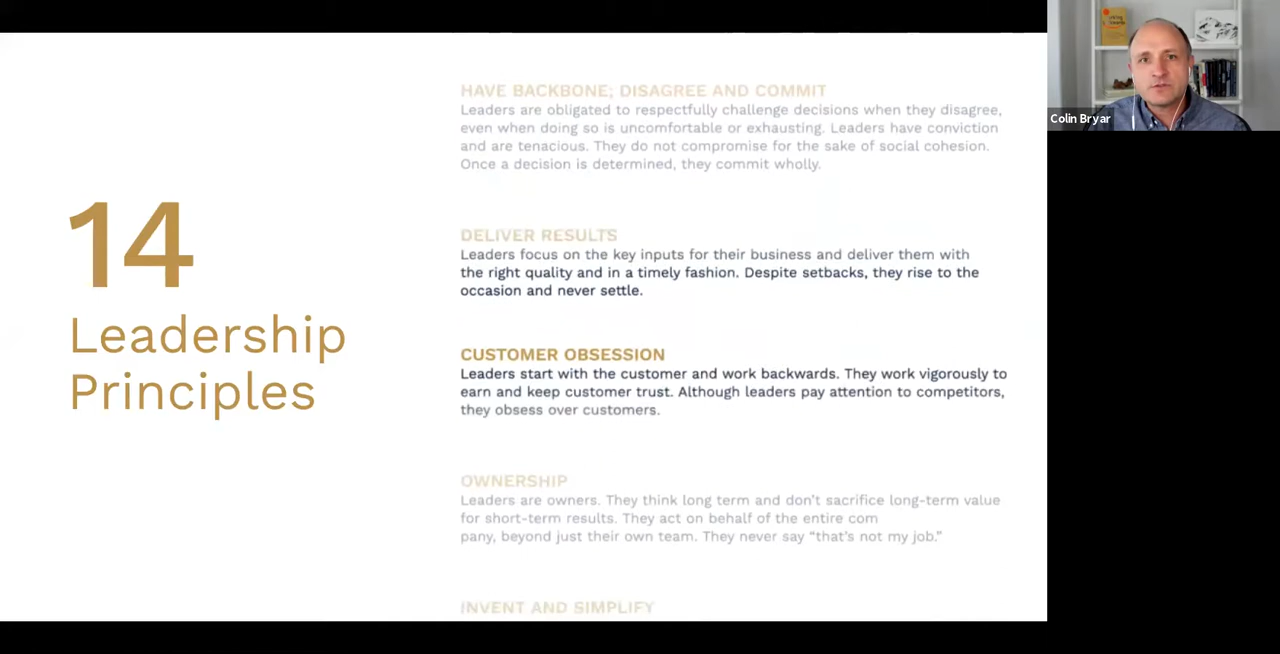 14
Leadership
Principles
HAVE BACKBONE; DISAGREE AND COMMIT
Leaders are obligated to respectfully challenge decisions when they disagree,
even when doing so is uncomfortable or exhausting. Leaders have conviction
and are tenacious. They do not compromise for the sake of social cohesion.
Once a decision is determined, they commit wholly.
DELIVER RESULTS
Leaders focus on the key inputs for their business and deliver them with
the right quality and in a timely fashion. Despite setbacks, they rise to the
occasion and never settle.
CUSTOMER OBSESSION
Leaders start with the customer and work backwards. They work vigorously to
earn and keep customer trust. Although leaders pay attention to competitors,
they obsess over customers.
OWNERSHIP
Leaders are owners. They think long term and don’t sacrifice long-term value
for short-term results. They act on behalf of the entire com
pany, beyond just their own team. They never say “that’s not my job.”
INVENT AND SIMPLIFY
Colin Bryar